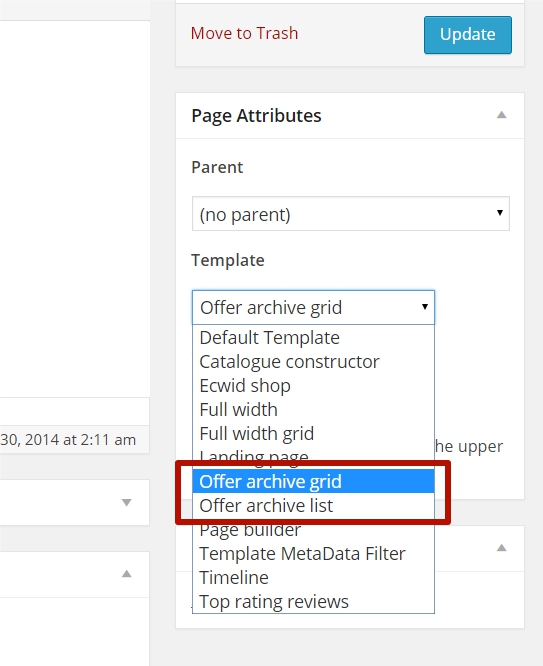 Move to Trash
Update
Page Attributes
Parent
(no parent)
Template
Offer archive grid
Default Template
Catalogue constructor
Ecwid shop
Full width
Full width grid
30, 2014 at 2:11 am
he upper
Landing page
Offer archive grid
Offer archive list
Page builder
Template MetaData Filter
Timeline
Top rating reviews